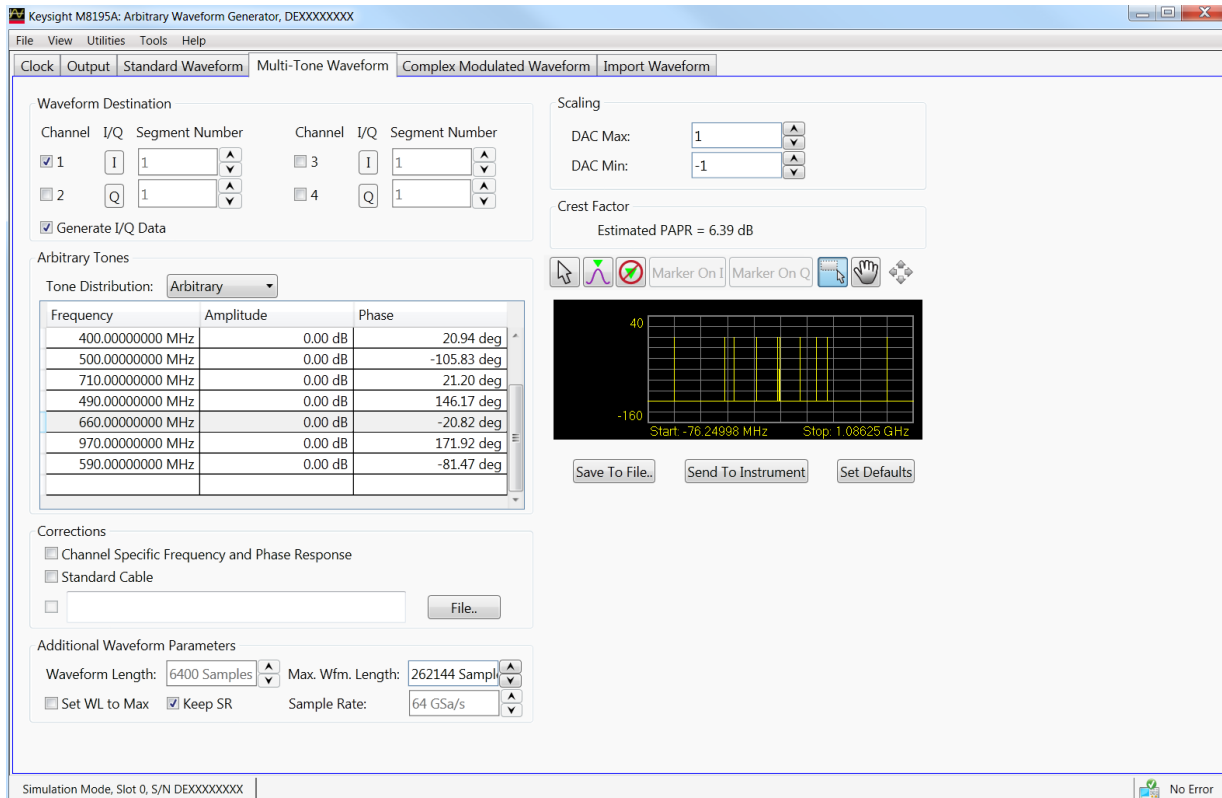 Keysight M8195A: Arbitrary Waveform Generator, DEXXXXXXXX
File View Utilities Tools Help
Clock Output Standard Waveform Multi-Tone Waveform Complex Modulated Waveform Import Waveform
Waveform Destination
Channel I/Q Segment Number Channel I/Q Segment Number
1 I 1 3 I 1
2 Q 1 4 Q 1
Generate I/Q Data
Arbitrary Tones
Tone Distribution: Arbitrary
Frequency Amplitude Phase
400.00000000 MHz 0.00 dB 20.94 deg
500.00000000 MHz 0.00 dB -105.83 deg
710.00000000 MHz 0.00 dB 21.20 deg
490.00000000 MHz 0.00 dB 146.17 deg
660.00000000 MHz 0.00 dB -20.82 deg
970.00000000 MHz 0.00 dB 171.92 deg
590.00000000 MHz 0.00 dB -81.47 deg
Corrections
Channel Specific Frequency and Phase Response
Standard Cable
File..
Additional Waveform Parameters
Waveform Length: 6400 Samples Max. Wfm. Length: 262144 Sampl
Set WL to Max Keep SR Sample Rate: 64 GSa/s
Scaling
DAC Max: 1
DAC Min: -1
Crest Factor
Estimated PAPR = 6.39 dB
Marker On I Marker On Q
40
-160
Start: -76.24998 MHz Stop: 1.08625 GHz
Save To File.. Send To Instrument Set Defaults
Simulation Mode, Slot 0, S/N DEXXXXXXXX
No Error